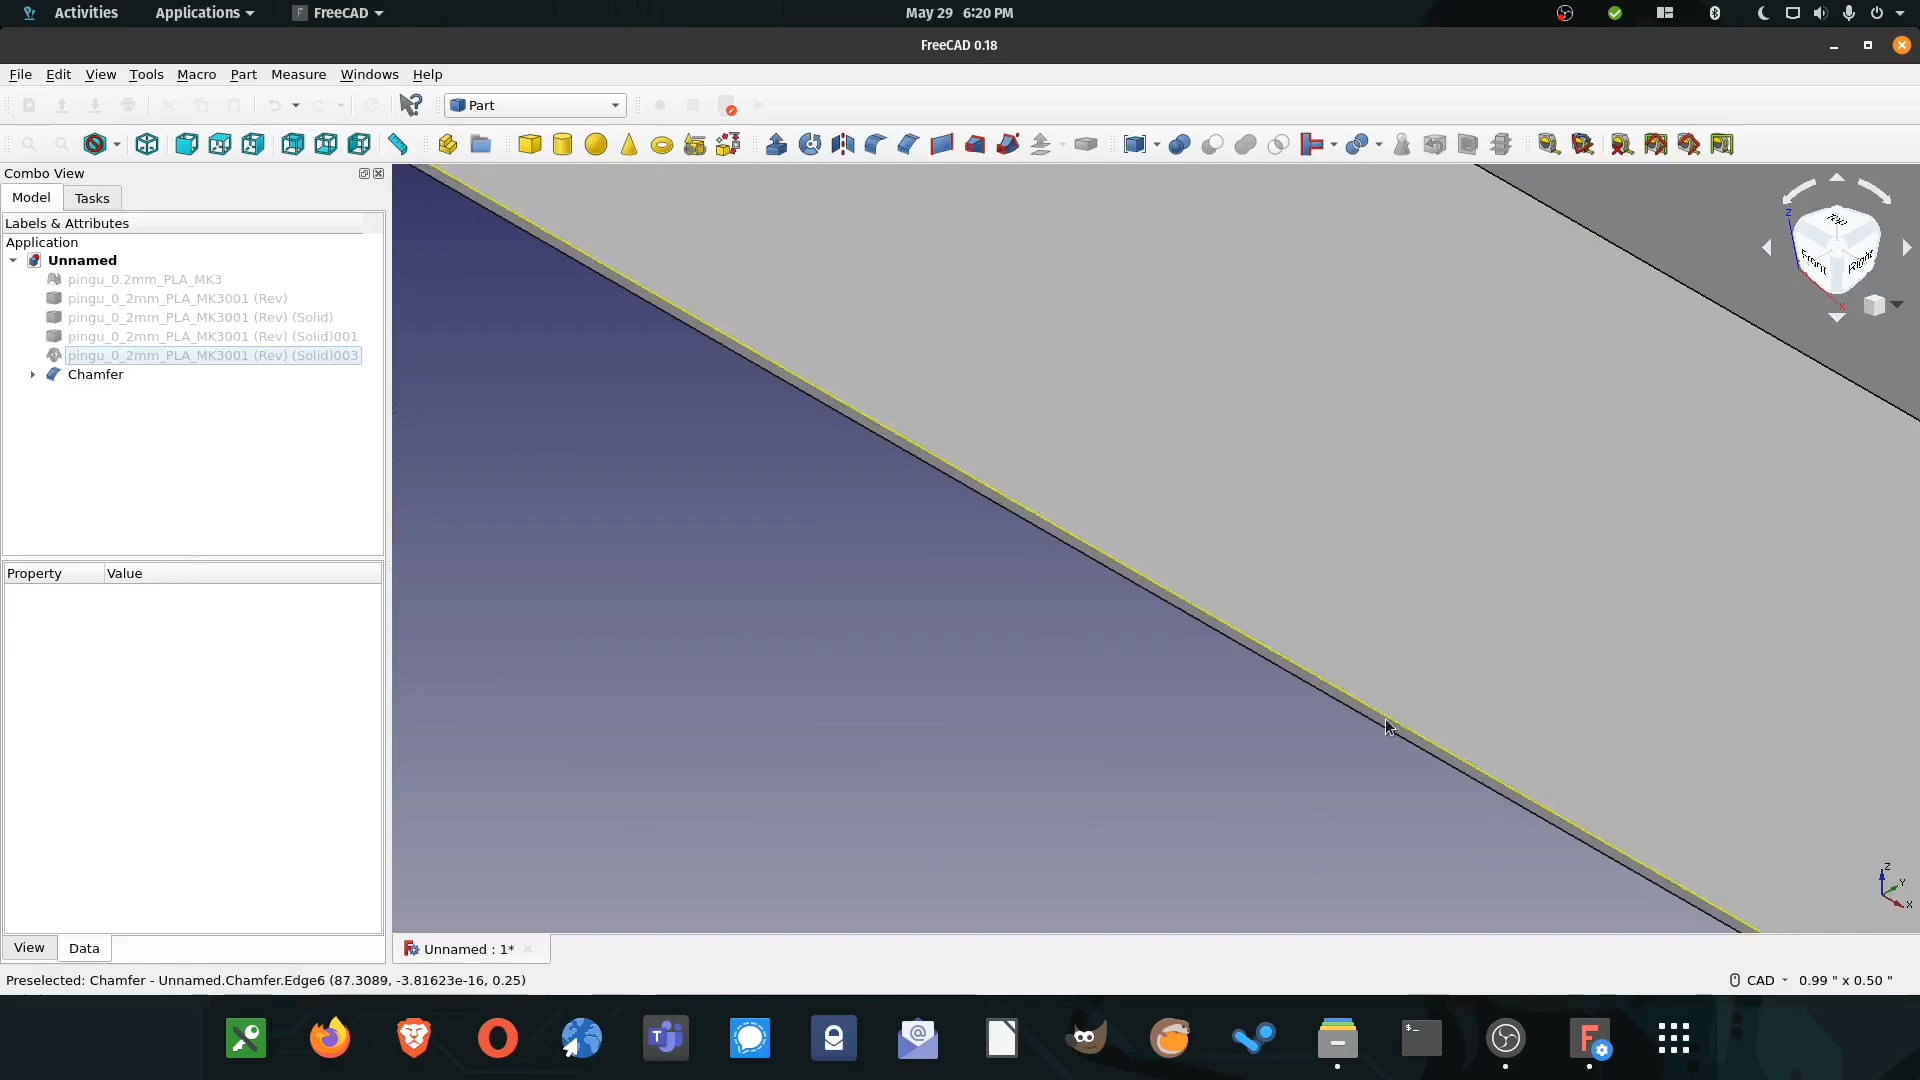 Activities Applications FreeCAD May 29 6:20 PM
FreeCAD 0.18
File Edit View Tools Macro Part Measure Windows Help
Part
Combo View
Model Tasks
Labels & Attributes
Application
Unnamed
pingu_0.2mm_PLA_MK3
pingu_0_2mm_PLA_MK3001 (Rev)
pingu_0_2mm_PLA_MK3001 (Rev) (Solid)
pingu_0_2mm_PLA_MK3001 (Rev) (Solid)001
pingu_0_2mm_PLA_MK3001 (Rev) (Solid)003
Chamfer
Top
Front Right
Z
X
Property Value
Z
Y
X
View Data
Unnamed : 1*
Preselected: Chamfer - Unnamed.Chamfer.Edge6 (87.3089, -3.81623e-16, 0.25)
CAD 0.99 " x 0.50 "